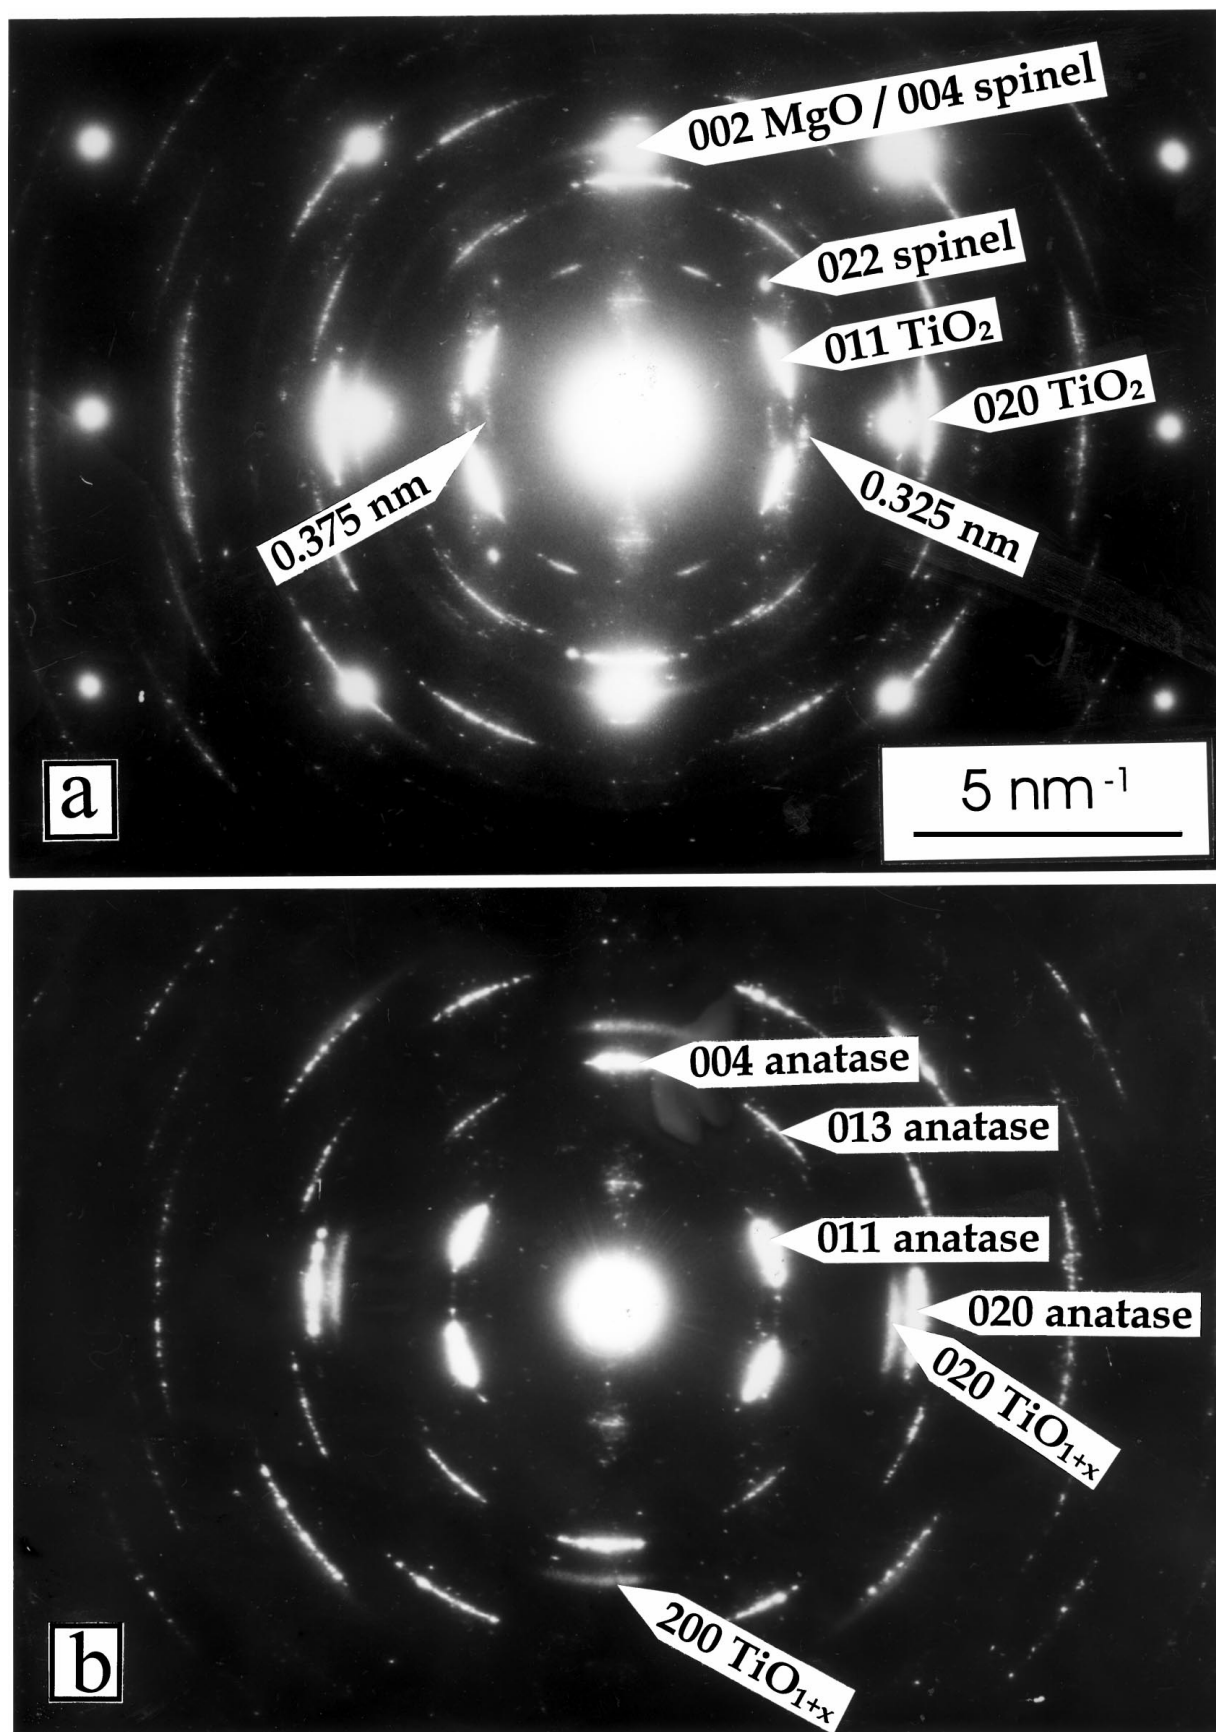 002 MgO / 004 spinel
022 spinel
011 TiO₂
020 TiO₂
0.375 nm
0.325 nm
a
5 nm⁻¹
004 anatase
013 anatase
011 anatase
020 anatase
020 TiO₁₊ₓ
200 TiO₁₊ₓ
b